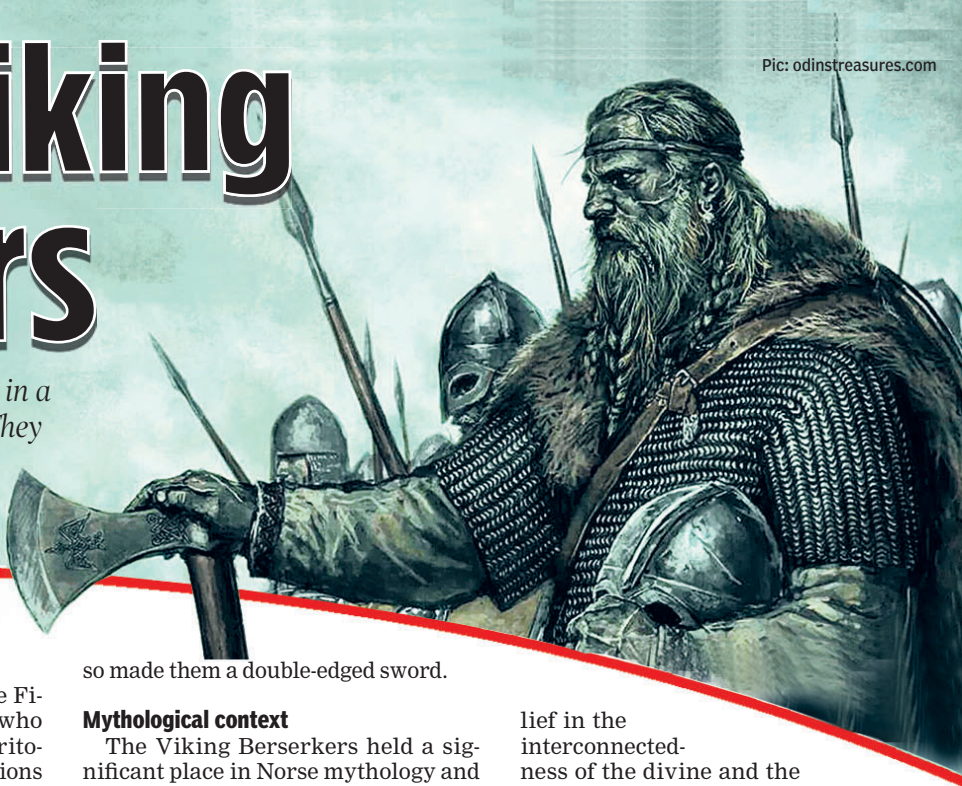 Pic: odinstreasures.com
iking
rs
in a
They
e Fi-
who
rito-
ions
so made them a double-edged sword.
Mythological context
The Viking Berserkers held a sig-
nificant place in Norse mythology and
lief in the
interconnected-
ness of the divine and the